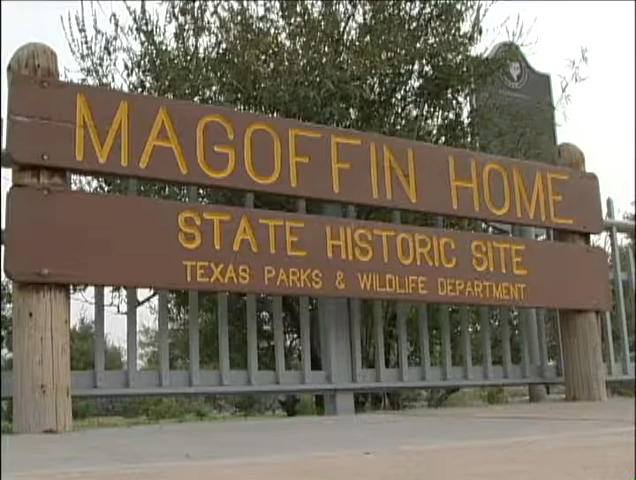 MAGOFFIN HOME
STATE HISTORIC SITE
TEXAS PARKS & WILDLIFE DEPARTMENT